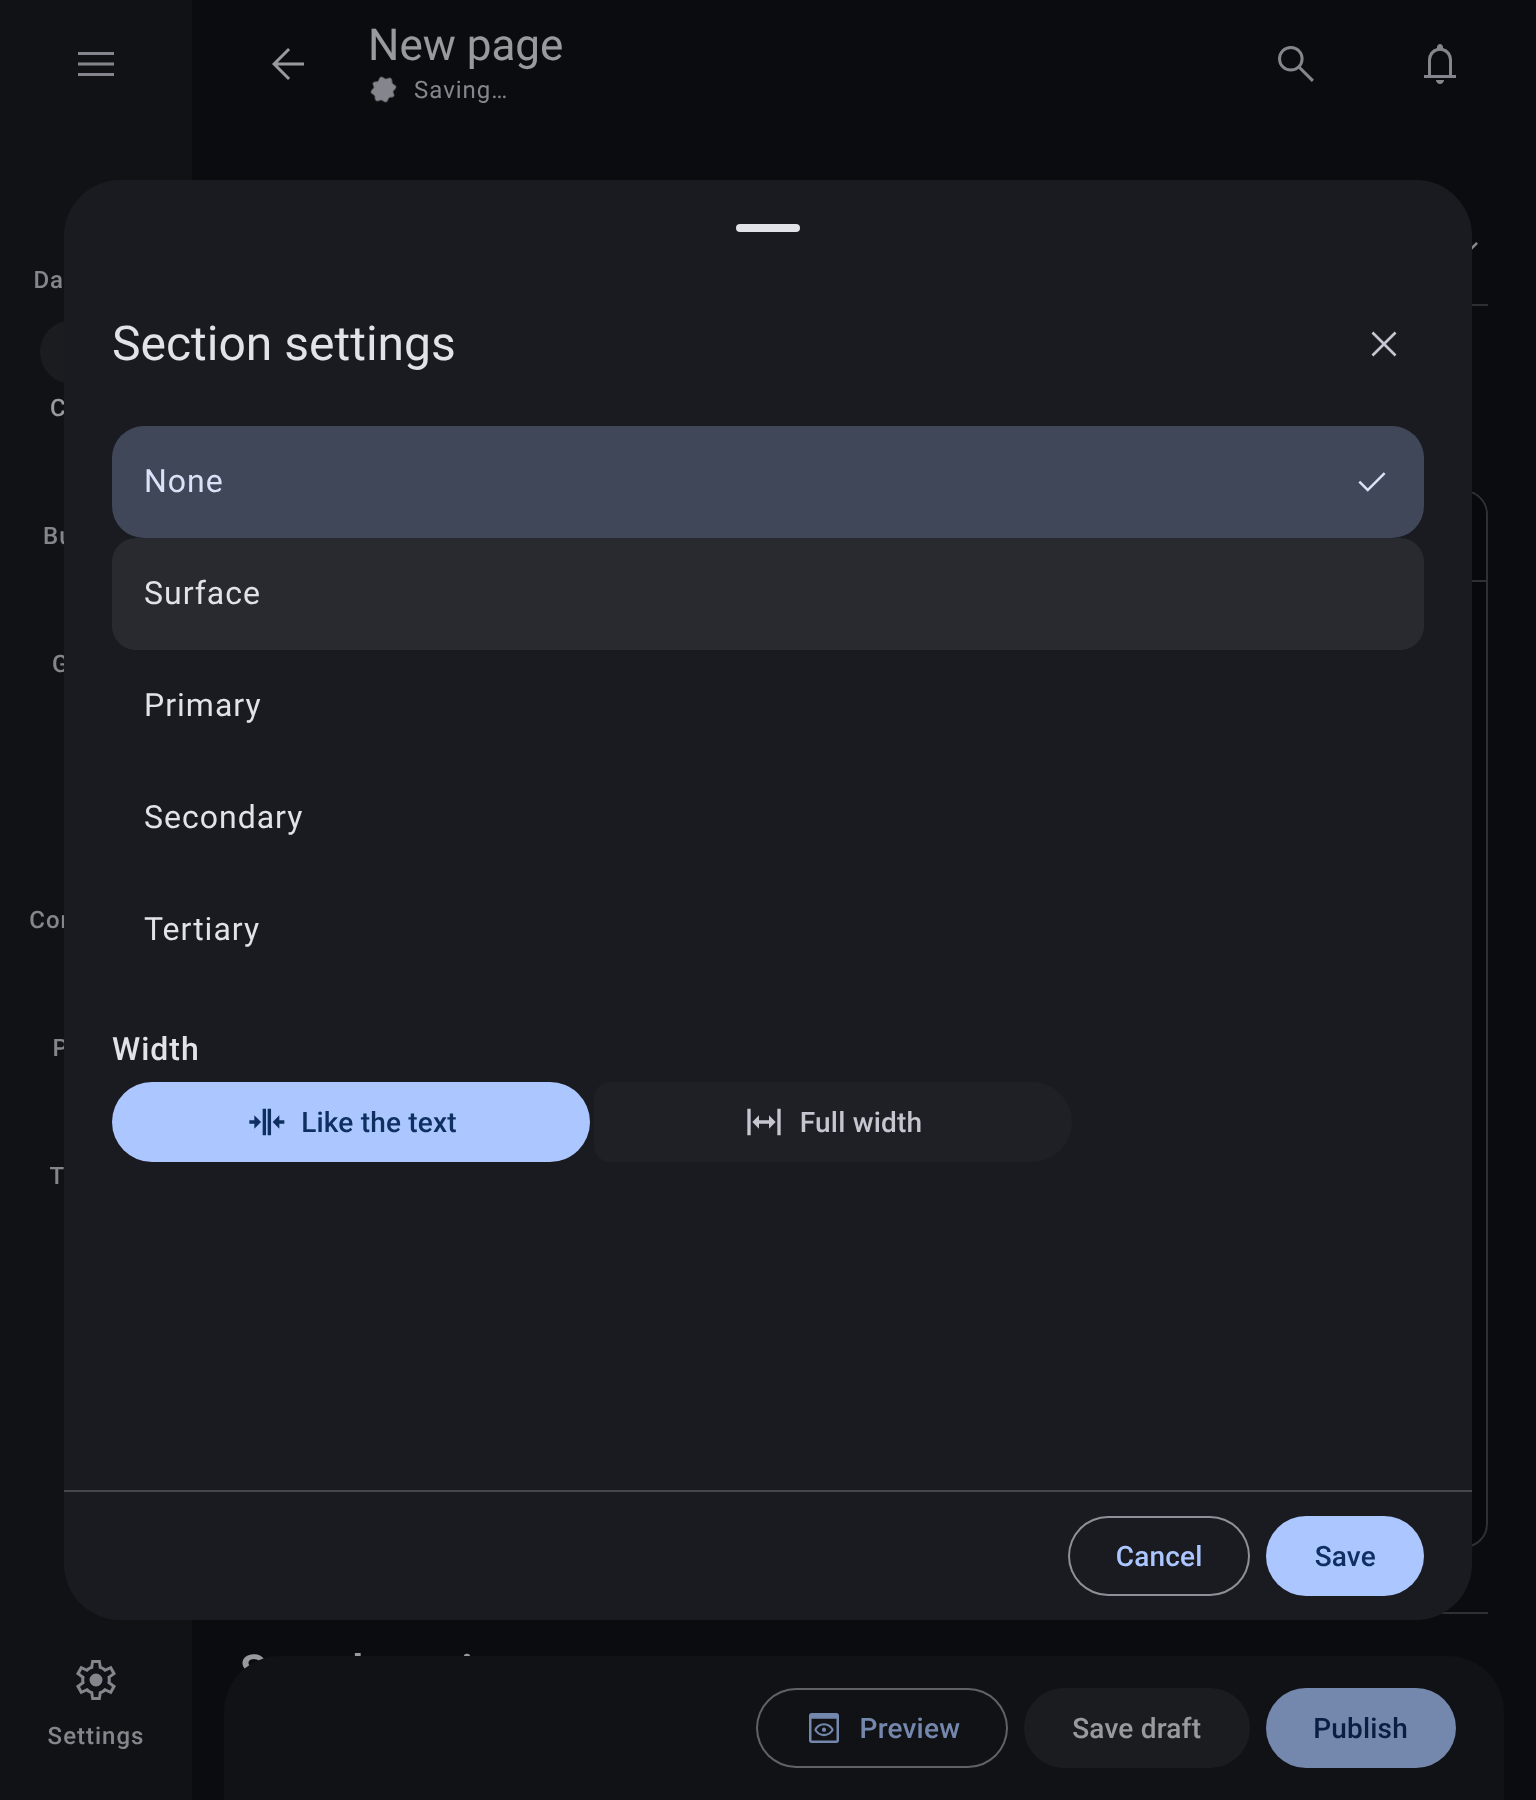 New page
Saving...
Section settings
None
Surface
Primary
Secondary
Tertiary
Width
Like the text
Full width
Cancel
Save
Settings
Preview
Save draft
Publish